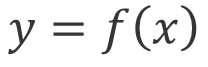 y = f(x)